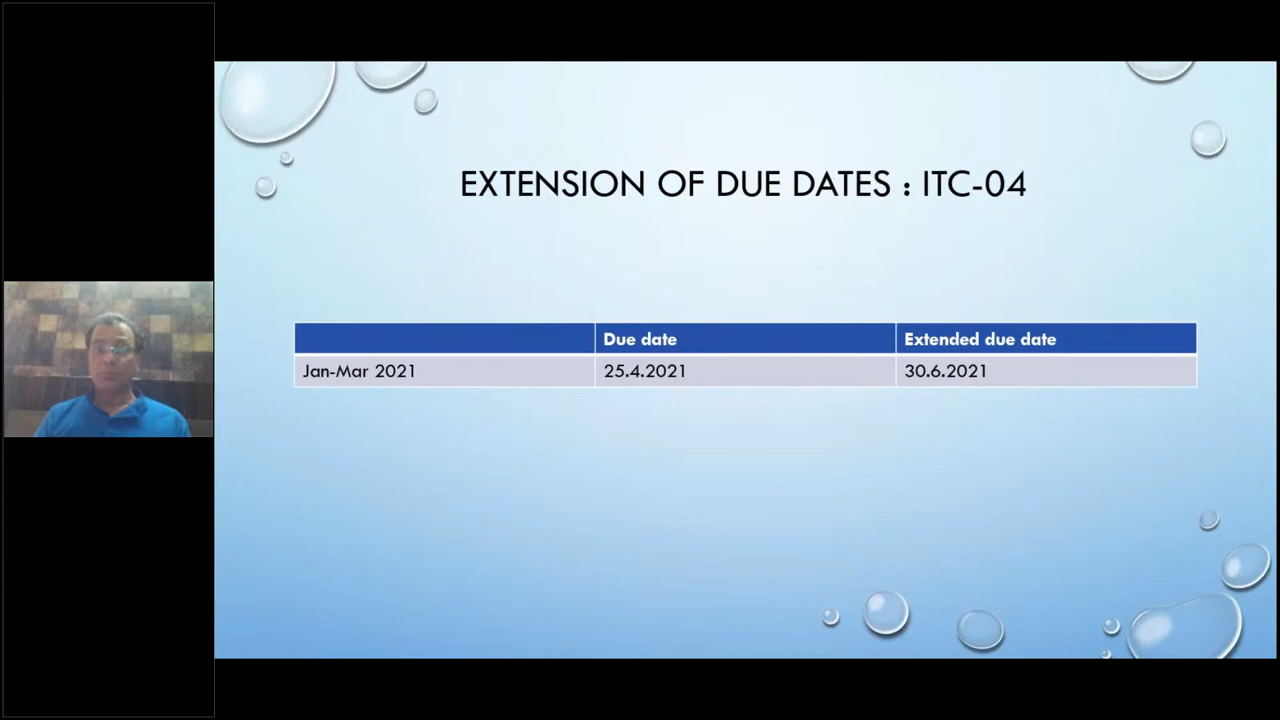 EXTENSION OF DUE DATES : ITC-04
Due date Extended due date
Jan-Mar 2021 25.4.2021 30.6.2021